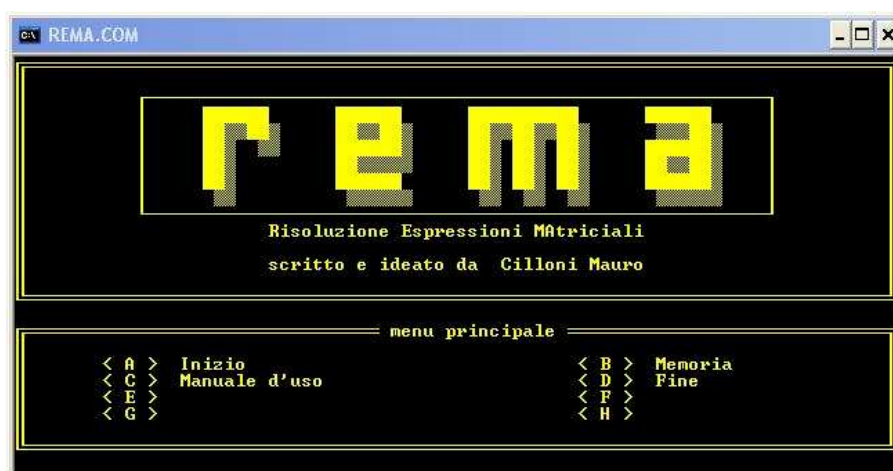 REMA.COM
rema
Risoluzione Espressioni MAtriciali
scritto e ideato da Cilloni Mauro
menu principale
< A > Inizio < B > Memoria
< C > Manuale d'uso < D > Fine
< E > < F >
< G > < H >